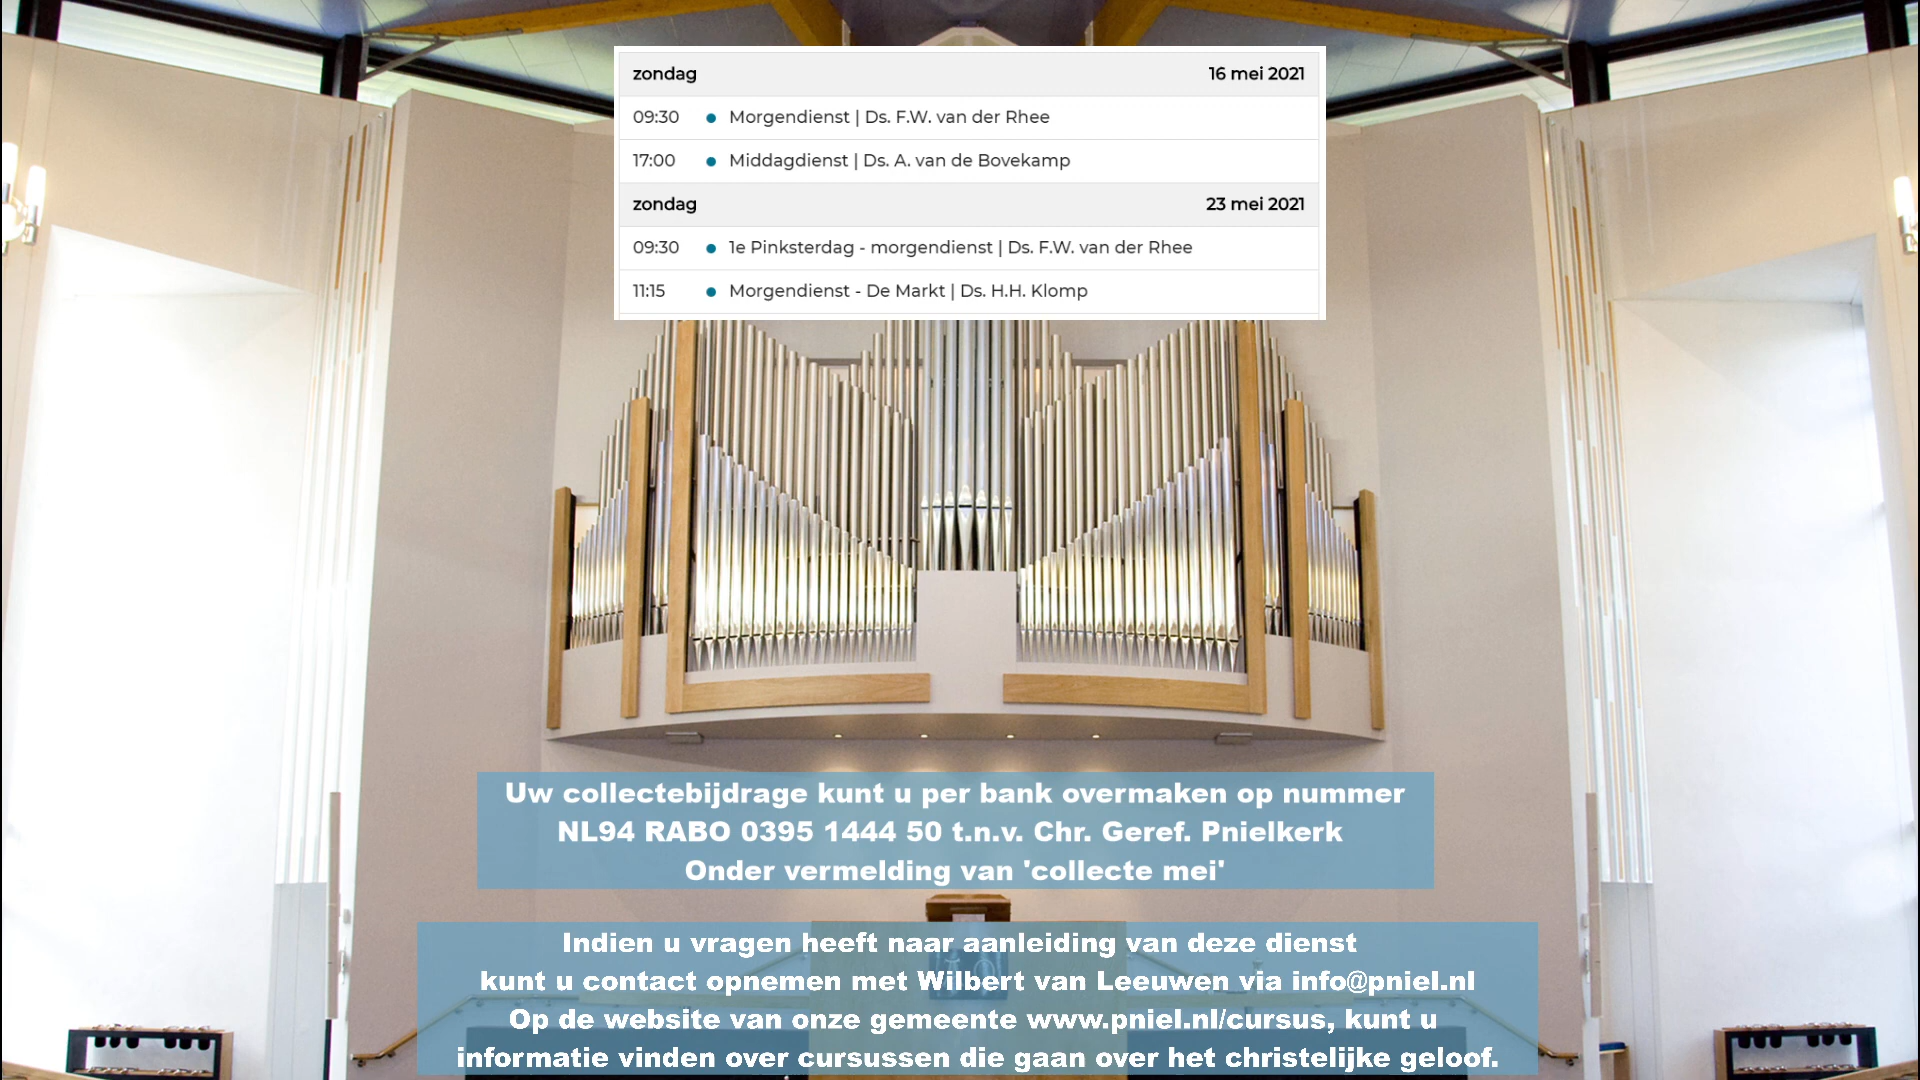 zondag 16 mei 2021
09:30 • Morgendienst | Ds. F.W. van der Rhee
17:00 • Middagdienst | Ds. A. van de Bovekamp
zondag 23 mei 2021
09:30 • 1e Pinksterdag - morgendienst | Ds. F.W. van der Rhee
11:15 • Morgendienst - De Markt | Ds. H.H. Klomp
Uw collectebijdrage kunt u per bank overmaken op nummer
NL94 RABO 0395 1444 50 t.n.v. Chr. Geref. Pnielkerk
Onder vermelding van 'collecte mei'
Indien u vragen heeft naar aanleiding van deze dienst
kunt u contact opnemen met Wilbert van Leeuwen via info@pniel.nl
Op de website van onze gemeente www.pniel.nl/cursus, kunt u
informatie vinden over cursussen die gaan over het christelijke geloof.